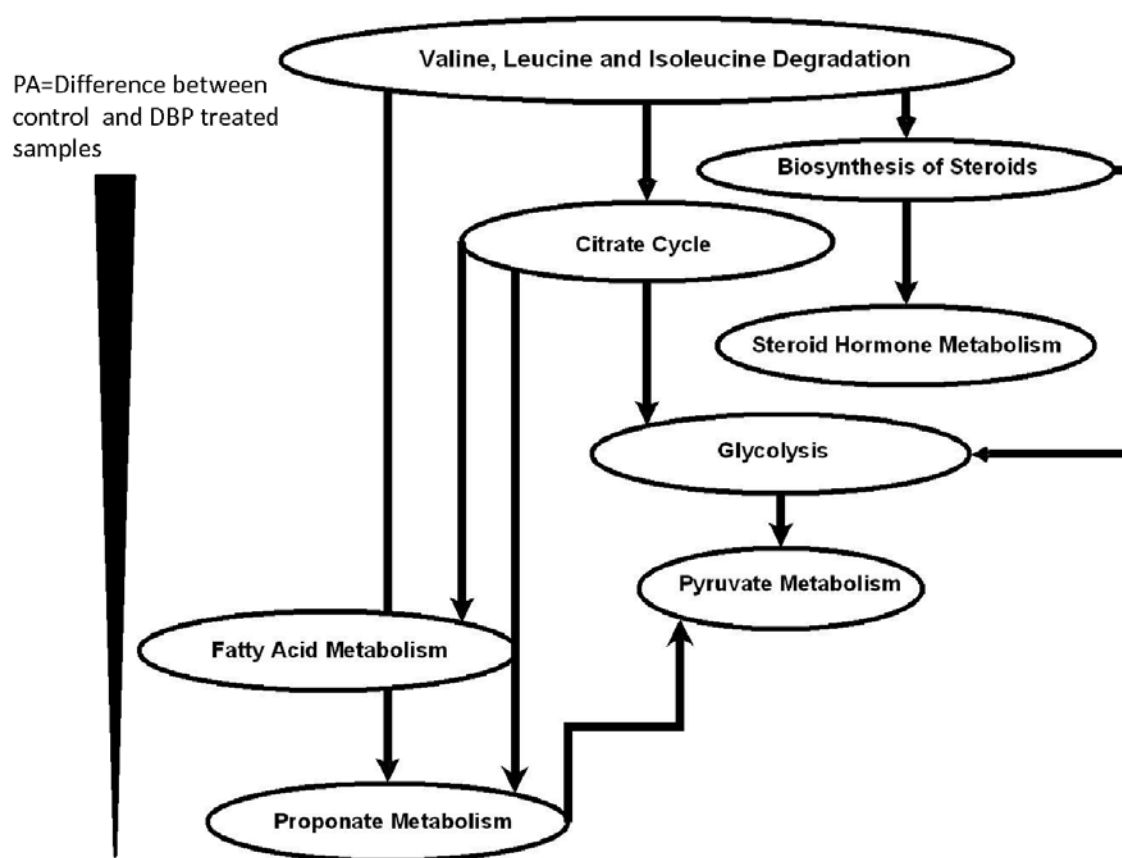 Valine, Leucine and Isoleucine Degradation
PA=Difference between
control and DBP treated
samples
Biosynthesis of Steroids
Citrate Cycle
Steroid Hormone Metabolism
Glycolysis
Pyruvate Metabolism
Fatty Acid Metabolism
Proponate Metabolism